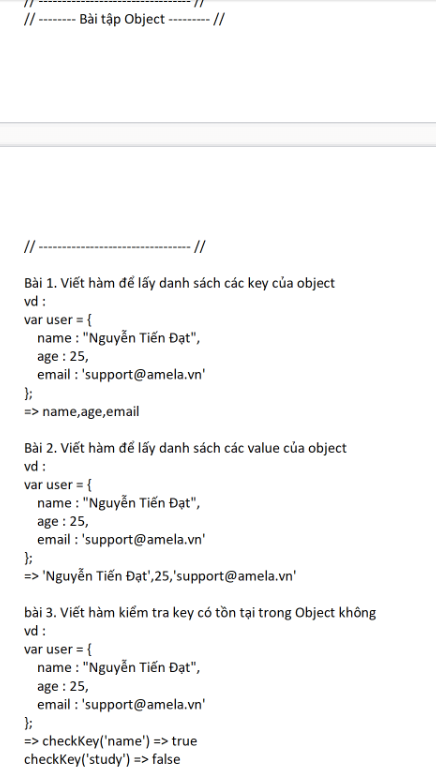 // --------------------------------- //
// -------- Bài tập Object --------- //
// --------------------------------- //
Bài 1. Viết hàm để lấy danh sách các key của object
vd :
var user = {
name : "Nguyễn Tiến Đạt",
age : 25,
email : 'support@amela.vn'
};
=> name,age,email
Bài 2. Viết hàm để lấy danh sách các value của object
vd :
var user = {
name : "Nguyễn Tiến Đạt",
age : 25,
email : 'support@amela.vn'
};
=> 'Nguyễn Tiến Đạt',25,'support@amela.vn'
bài 3. Viết hàm kiểm tra key có tồn tại trong Object không
vd :
var user = {
name : "Nguyễn Tiến Đạt",
age : 25,
email : 'support@amela.vn'
};
=> checkKey('name') => true
checkKey('study') => false